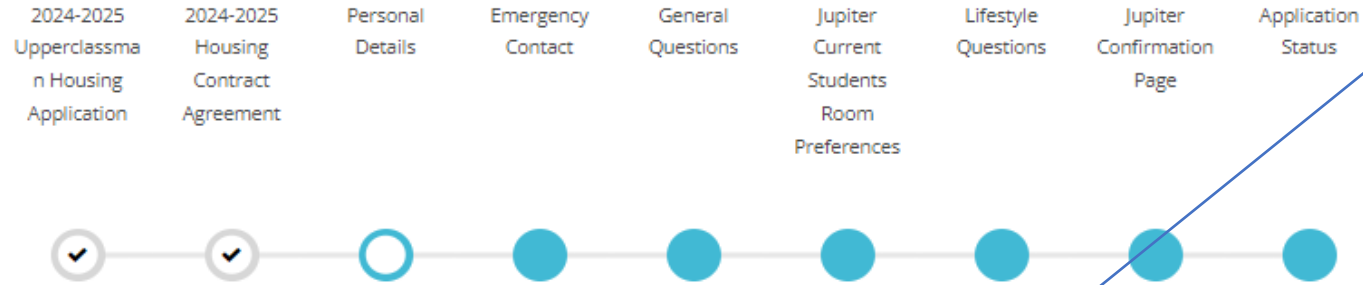 2024-2025
Upperclassma
n Housing
Application
2024-2025
Housing
Contract
Agreement
Personal
Details
Emergency
Contact
General
Questions
Jupiter
Current
Students
Room
Preferences
Lifestyle
Questions
Jupiter
Confirmation
Page
Application
Status